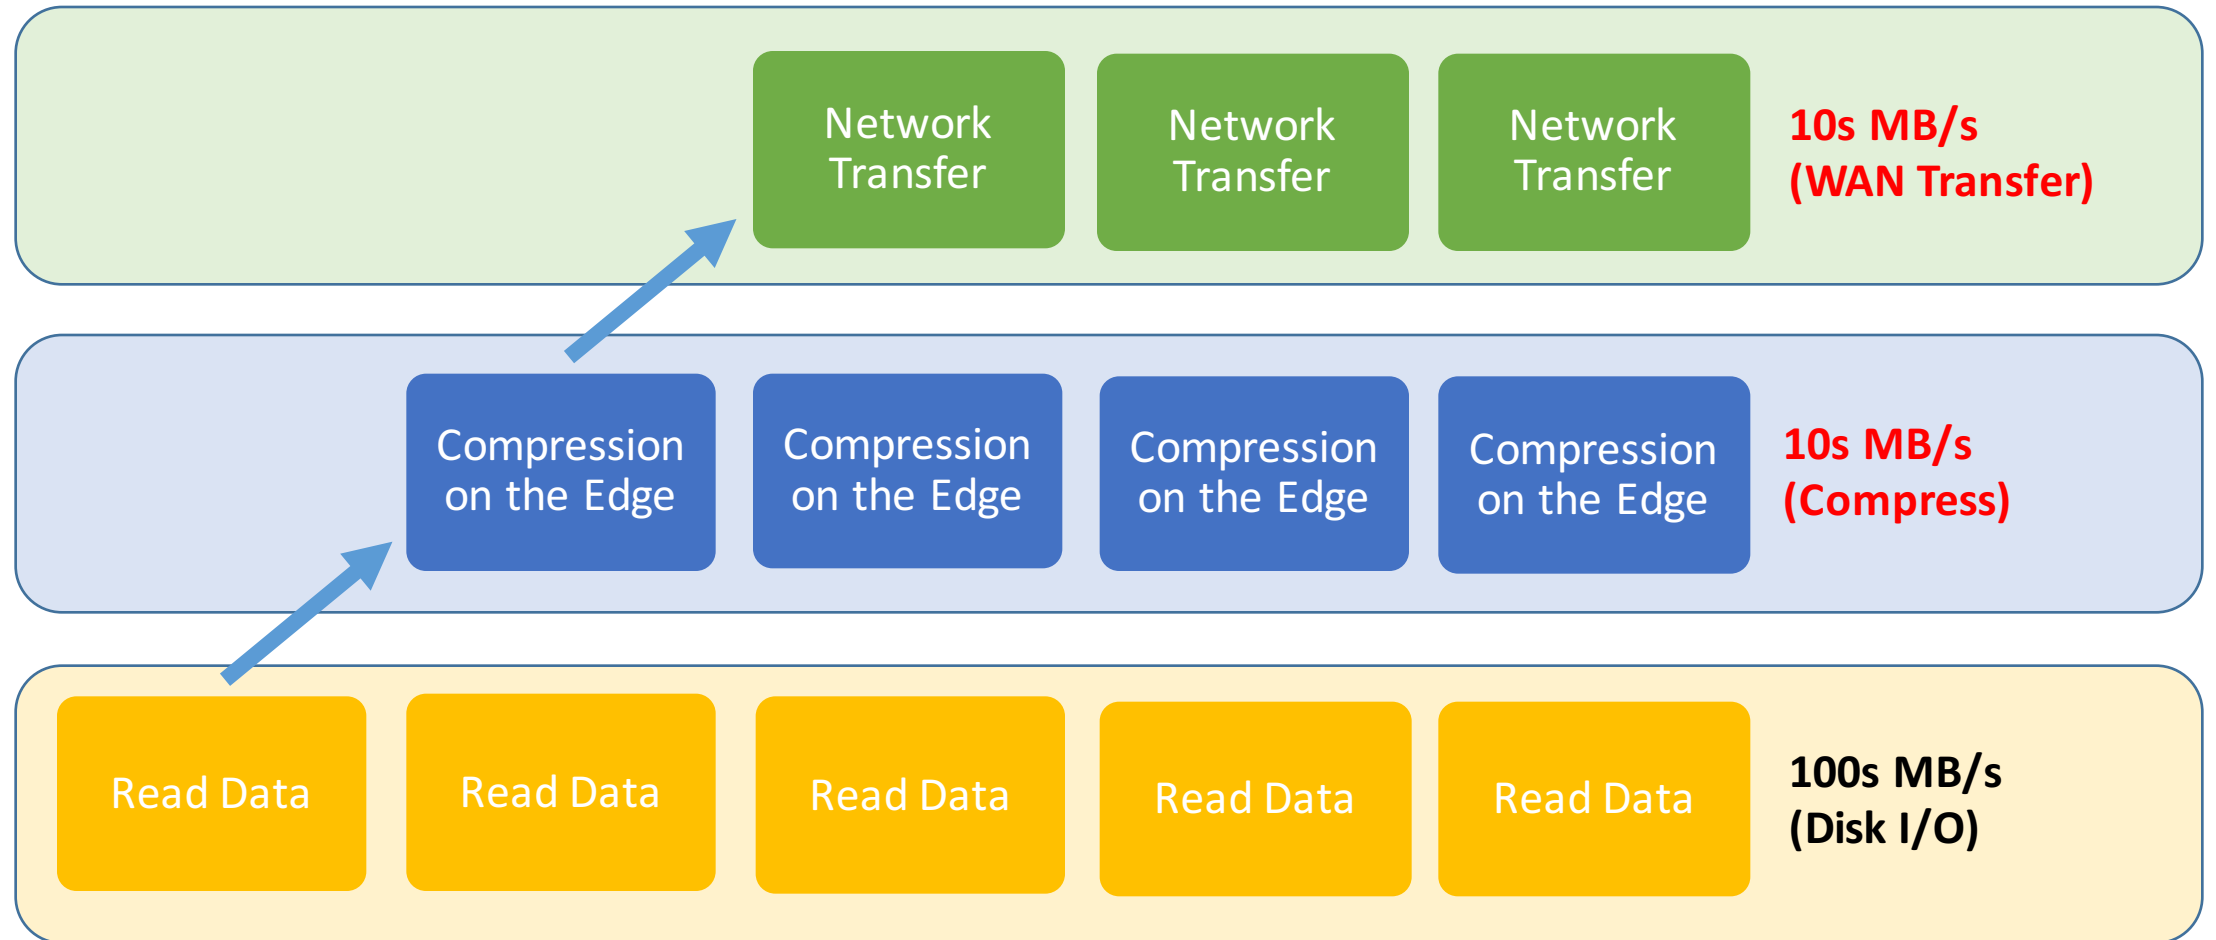 Network
Transfer
Network
Transfer
Network
Transfer
10s MB/s
(WAN Transfer)
Compression
on the Edge
Compression
on the Edge
Compression
on the Edge
Compression
on the Edge
10s MB/s
(Compress)
Read Data
Read Data
Read Data
Read Data
Read Data
100s MB/s
(Disk I/O)